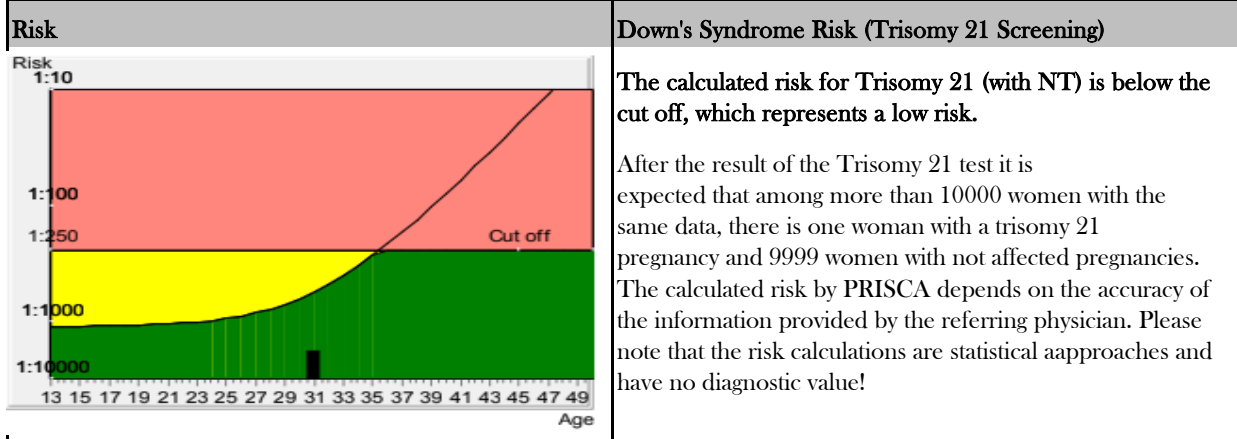 Risk
Down's Syndrome Risk (Trisomy 21 Screening)
Risk
1:10
1:100
1:250
Cut off
1:1000
1:10000
13 15 17 19 21 23 25 27 29 31 33 35 37 39 41 43 45 47 49
Age
The calculated risk for Trisomy 21 (with NT) is below the
cut off, which represents a low risk.
After the result of the Trisomy 21 test it is
expected that among more than 10000 women with the
same data, there is one woman with a trisomy 21
pregnancy and 9999 women with not affected pregnancies.
The calculated risk by PRISCA depends on the accuracy of
the information provided by the referring physician. Please
note that the risk calculations are statistical aapproaches and
have no diagnostic value!